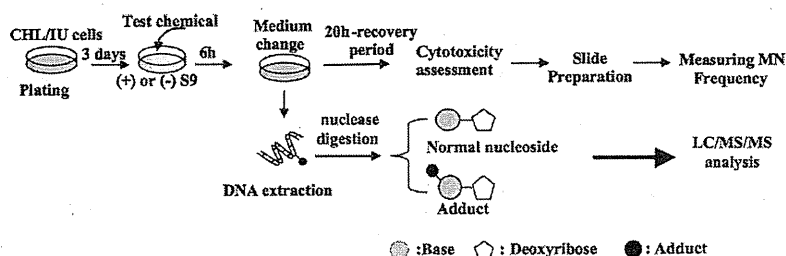 Test chemical
CHL/IU cells
3 days
6h
Medium
change
20h-recovery
period
Cytotoxicity
assessment
Slide
Preparation
Measuring MN
Frequency
Plating
(+) or (-) S9
nuclease
digestion
DNA extraction
Normal nucleoside
Adduct
LC/MS/MS
analysis
:Base
: Deoxyribose
: Adduct